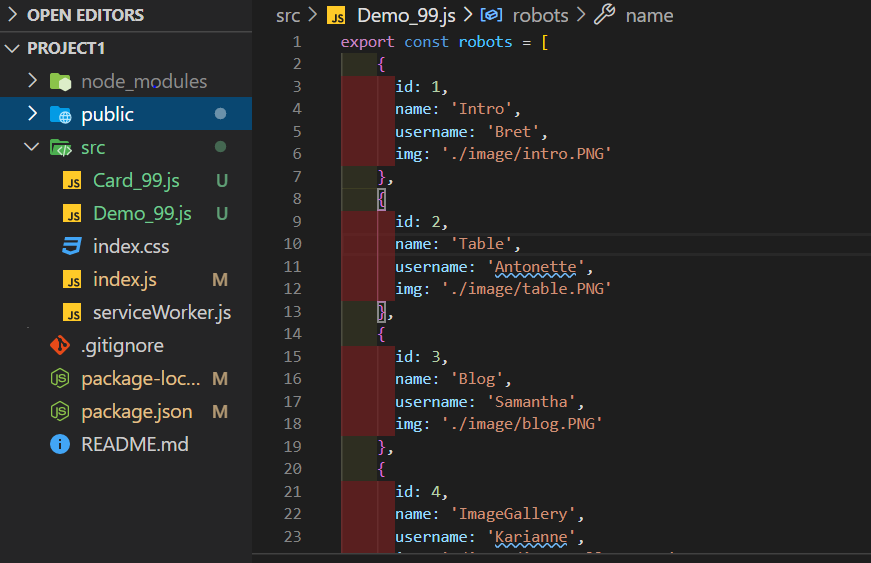 OPEN EDITORS
PROJECT1
node_modules
public
src
Card_99.js U
Demo_99.js U
index.css
index.js M
serviceWorker.js
.gitignore
package-loc... M
package.json M
README.md
src > JS Demo_99.js > robots > name
1 export const robots = [
2 {
3 id: 1,
4 name: 'Intro',
5 username: 'Bret',
6 img: './image/intro.PNG'
7 },
8 {
9 id: 2,
10 name: 'Table',
11 username: 'Antonette',
12 img: './image/table.PNG'
13 },
14 {
15 id: 3,
16 name: 'Blog',
17 username: 'Samantha',
18 img: './image/blog.PNG'
19 },
20 {
21 id: 4,
22 name: 'ImageGallery',
23 username: 'Karianne',